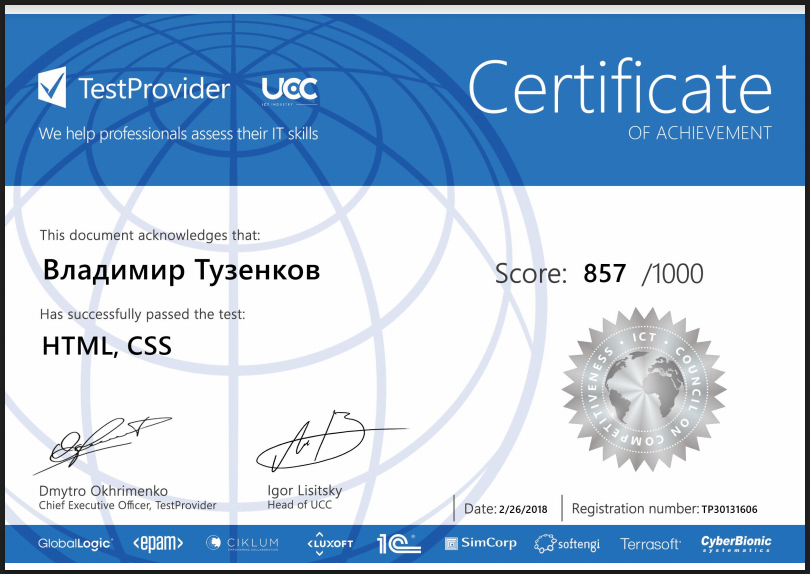 TestProvider
UCC
ICT INDUSTRY
We help professionals assess their IT skills
Certificate
OF ACHIEVEMENT
This document acknowledges that:
Владимир Тузенков
Score: 857 /1000
Has successfully passed the test:
HTML, CSS
ICT · COUNCIL ON COMPETITIVENESS ·
Dmytro Okhrimenko
Chief Executive Officer, TestProvider
Igor Lisitsky
Head of UCC
Date: 2/26/2018
Registration number: TP30131606
GlobalLogic
<epam>
CIKLUM
<LUXOFT
1C
SimCorp
softengi
Terrasoft
CyberBionic
systematics